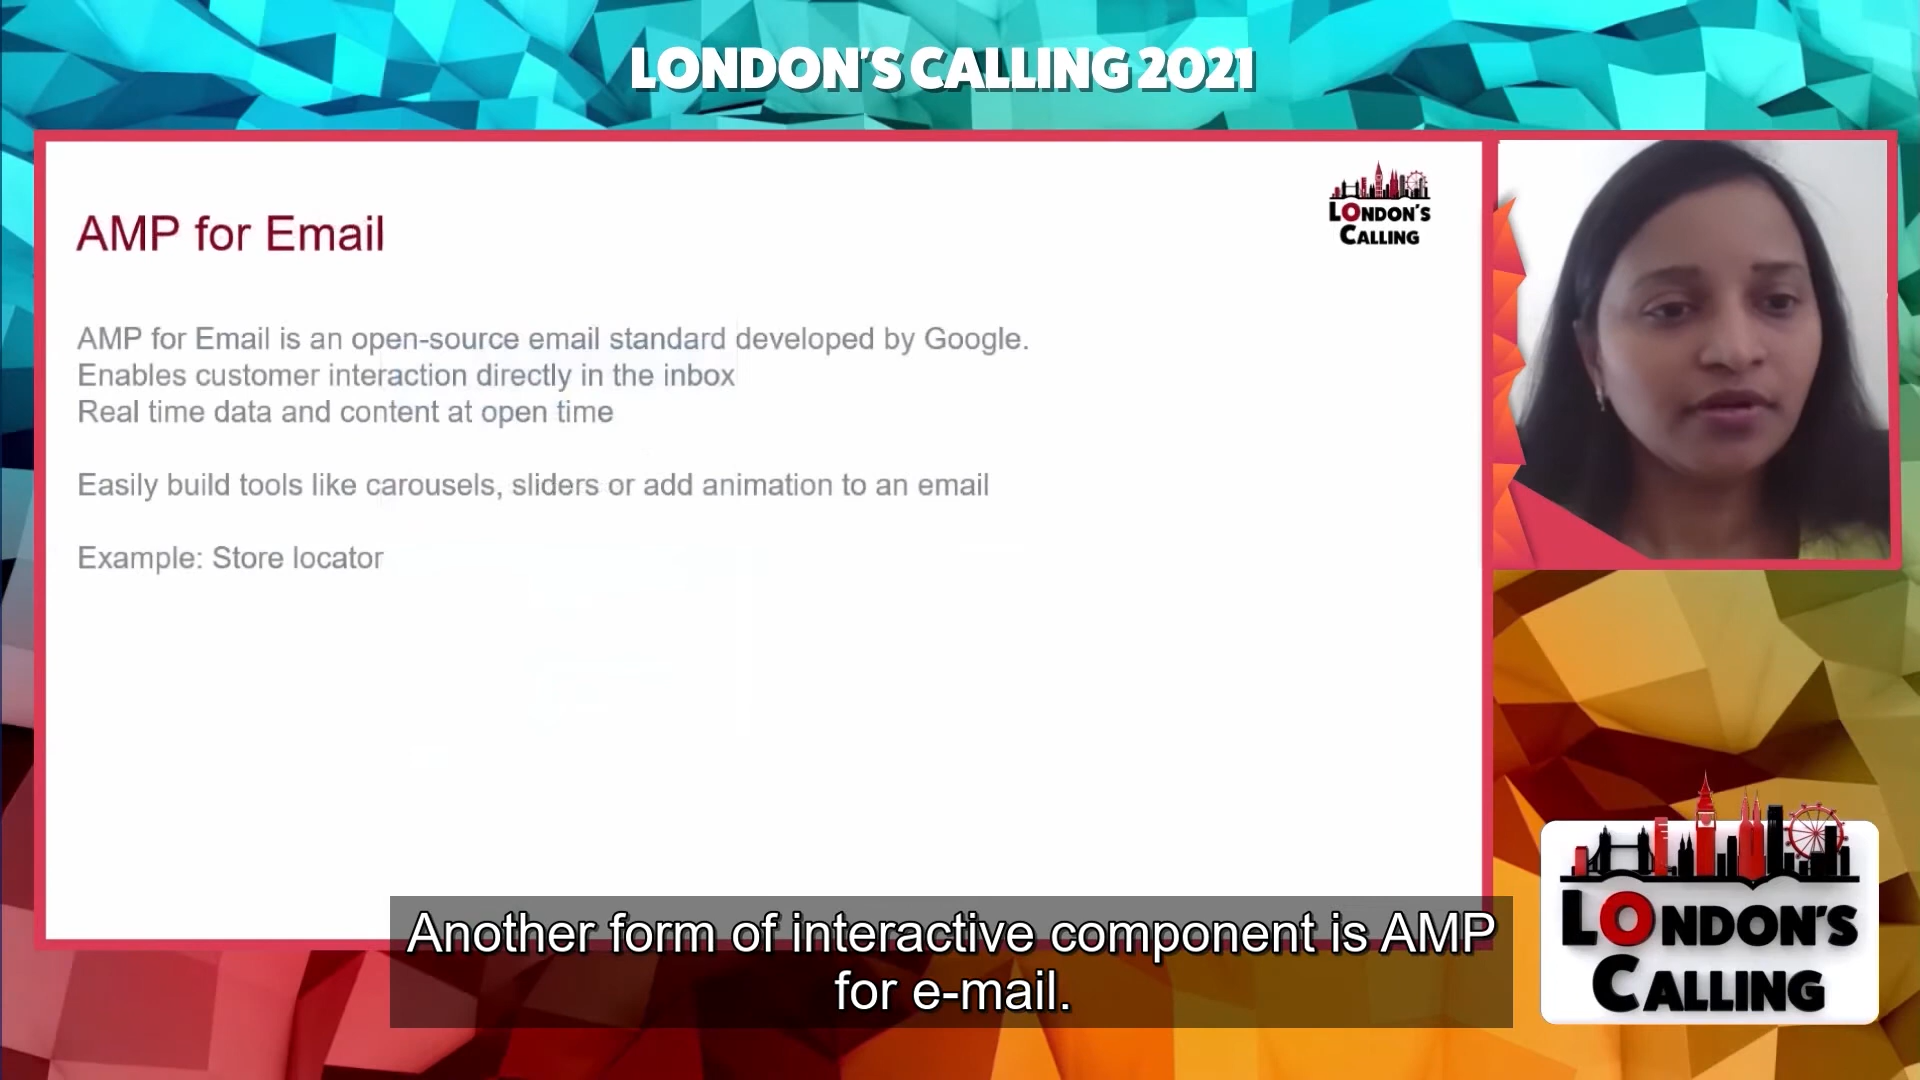 LONDON'S CALLING 2021
LONDON'S
CALLING
AMP for Email
AMP for Email is an open-source email standard developed by Google.
Enables customer interaction directly in the inbox
Real time data and content at open time
Easily build tools like carousels, sliders or add animation to an email
Example: Store locator
Another form of interactive component is AMP
for e-mail.
LONDON'S
CALLING